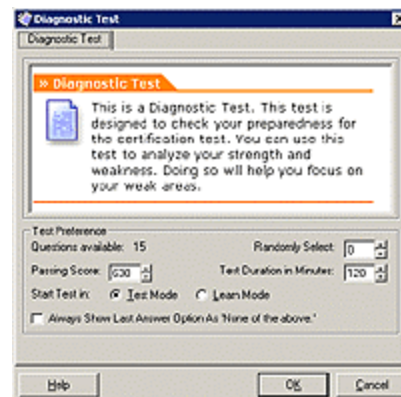 Diagnostic Test
Diagnostic Test
» Diagnostic Test
This is a Diagnostic Test. This test is
designed to check your preparedness for
the certification test. You can use this
test to analyze your strength and
weakness. Doing so will help you focus on
your weak areas.
Test Preference
Questions available: 15 Randomly Select: 0
Passing Score: 630 Test Duration in Minutes: 120
Start Test in: Test Mode Learn Mode
Always Show Last Answer Option As 'None of the above.'
Help OK Cancel